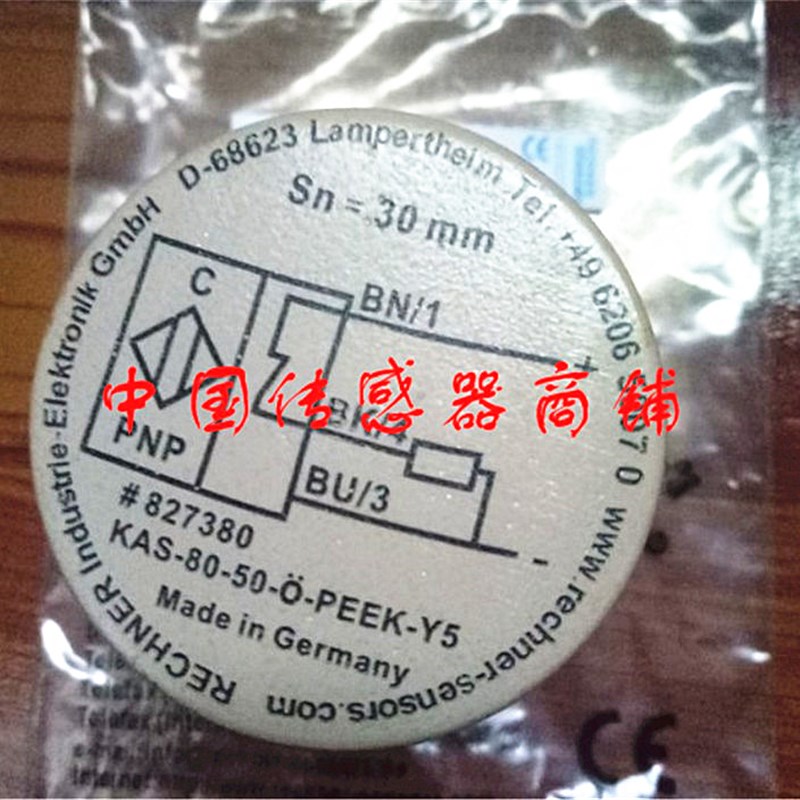 RECHNER Industrie-Elektronik GmbH D-68623 Lampertheim Tel. +49 6206 www.rechner-sensors.com
Sn = 30 mm
C
BN/1
+
中国传感器商铺
PNP
BU/3
-
#827380
KAS-80-50-Ö-PEEK-Y5
Made in Germany
CE
Telefax
Internet